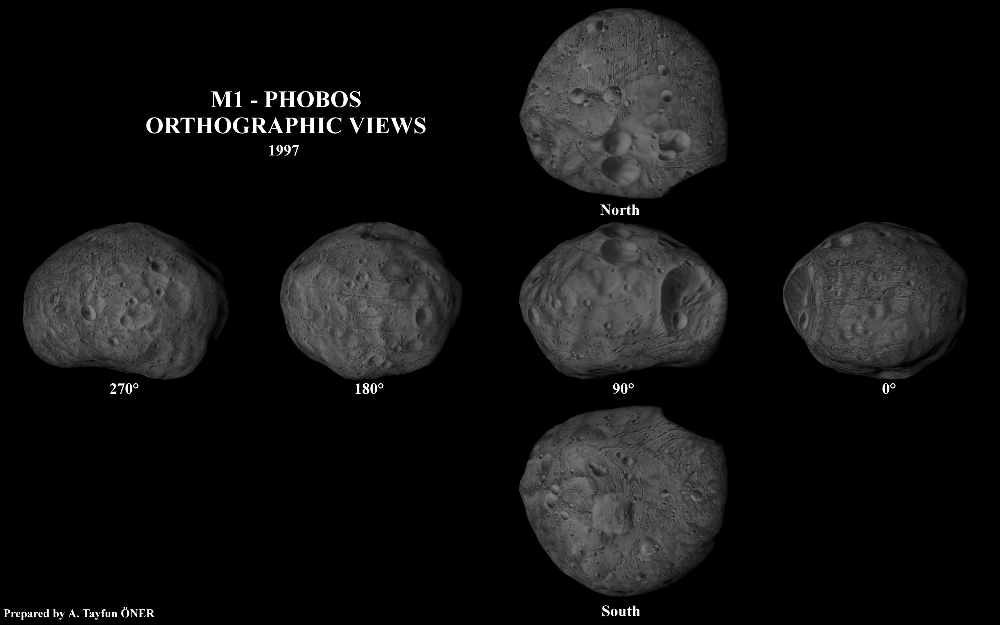 M1 - PHOBOS
ORTHOGRAPHIC VIEWS
1997
North
270°
180°
90°
0°
South
Prepared by A. Tayfun ÖNER